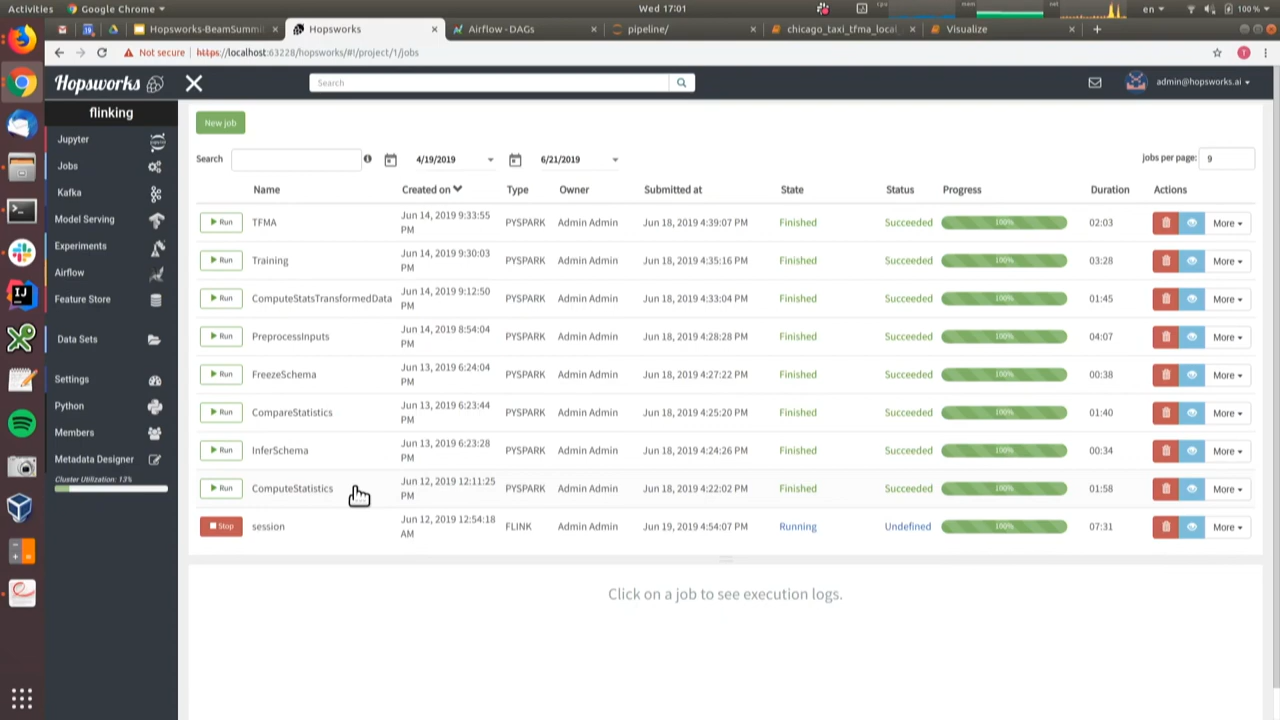 Activities
Google Chrome
Wed 17:01
en
100 %
Hopsworks-BeamSummi
Hopsworks
Airflow - DAGs
pipeline/
chicago_taxi_tfma_local
Visualize
Not secure
https://localhost:63228/hopsworks/#!/project/1/jobs
Hopsworks
Search
admin@hopsworks.ai
flinking
Jupyter
Jobs
Kafka
Model Serving
Experiments
Airflow
Feature Store
Data Sets
Settings
Python
Members
Metadata Designer
Cluster Utilization: 13%
New job
Search
4/19/2019
6/21/2019
Jobs per page: 9
Name Created on Type Owner Submitted at State Status Progress Duration Actions
Run TFMA Jun 14, 2019 9:33:55 PM PYSPARK Admin Admin Jun 18, 2019 4:39:07 PM Finished Succeeded 100% 02:03 More
Run Training Jun 14, 2019 9:30:03 PM PYSPARK Admin Admin Jun 18, 2019 4:35:16 PM Finished Succeeded 100% 03:28 More
Run ComputeStatsTransformedData Jun 14, 2019 9:12:50 PM PYSPARK Admin Admin Jun 18, 2019 4:33:04 PM Finished Succeeded 100% 01:45 More
Run PreprocessInputs Jun 14, 2019 8:54:04 PM PYSPARK Admin Admin Jun 18, 2019 4:28:28 PM Finished Succeeded 100% 04:07 More
Run FreezeSchema Jun 13, 2019 6:24:04 PM PYSPARK Admin Admin Jun 18, 2019 4:27:22 PM Finished Succeeded 100% 00:38 More
Run CompareStatistics Jun 13, 2019 6:23:44 PM PYSPARK Admin Admin Jun 18, 2019 4:25:20 PM Finished Succeeded 100% 01:40 More
Run InferSchema Jun 13, 2019 6:23:28 PM PYSPARK Admin Admin Jun 18, 2019 4:24:26 PM Finished Succeeded 100% 00:34 More
Run ComputeStatistics Jun 12, 2019 12:11:25 PM PYSPARK Admin Admin Jun 18, 2019 4:22:02 PM Finished Succeeded 100% 01:58 More
Stop session Jun 12, 2019 12:54:18 AM FLINK Admin Admin Jun 19, 2019 4:54:07 PM Running Undefined 100% 07:31 More
Click on a job to see execution logs.